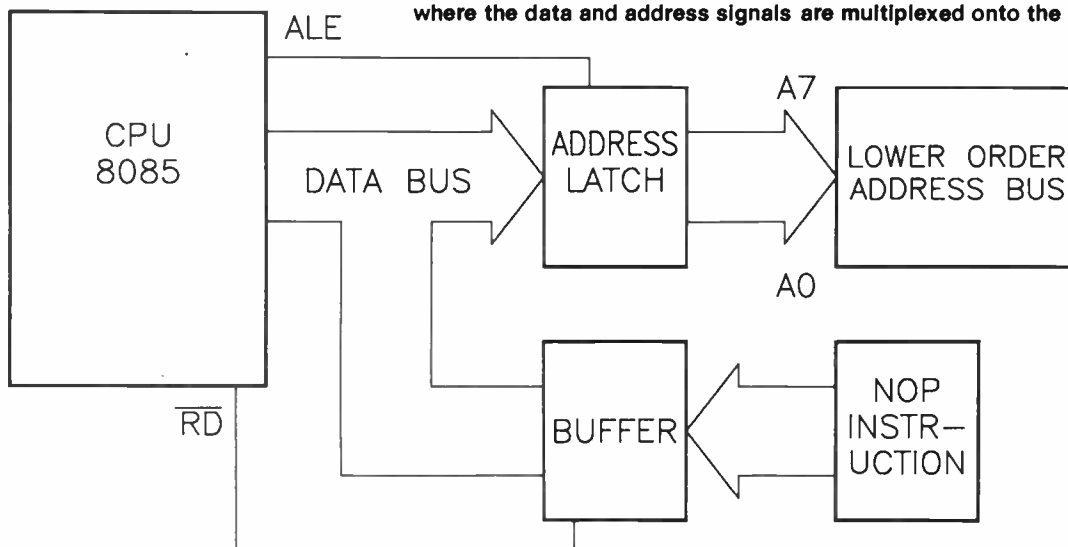 where the data and address signals are multiplexed onto the
ALE
CPU
8085
DATA BUS
ADDRESS
LATCH
A7
A0
LOWER ORDER
ADDRESS BUS
RD
BUFFER
NOP
INSTR-
UCTION